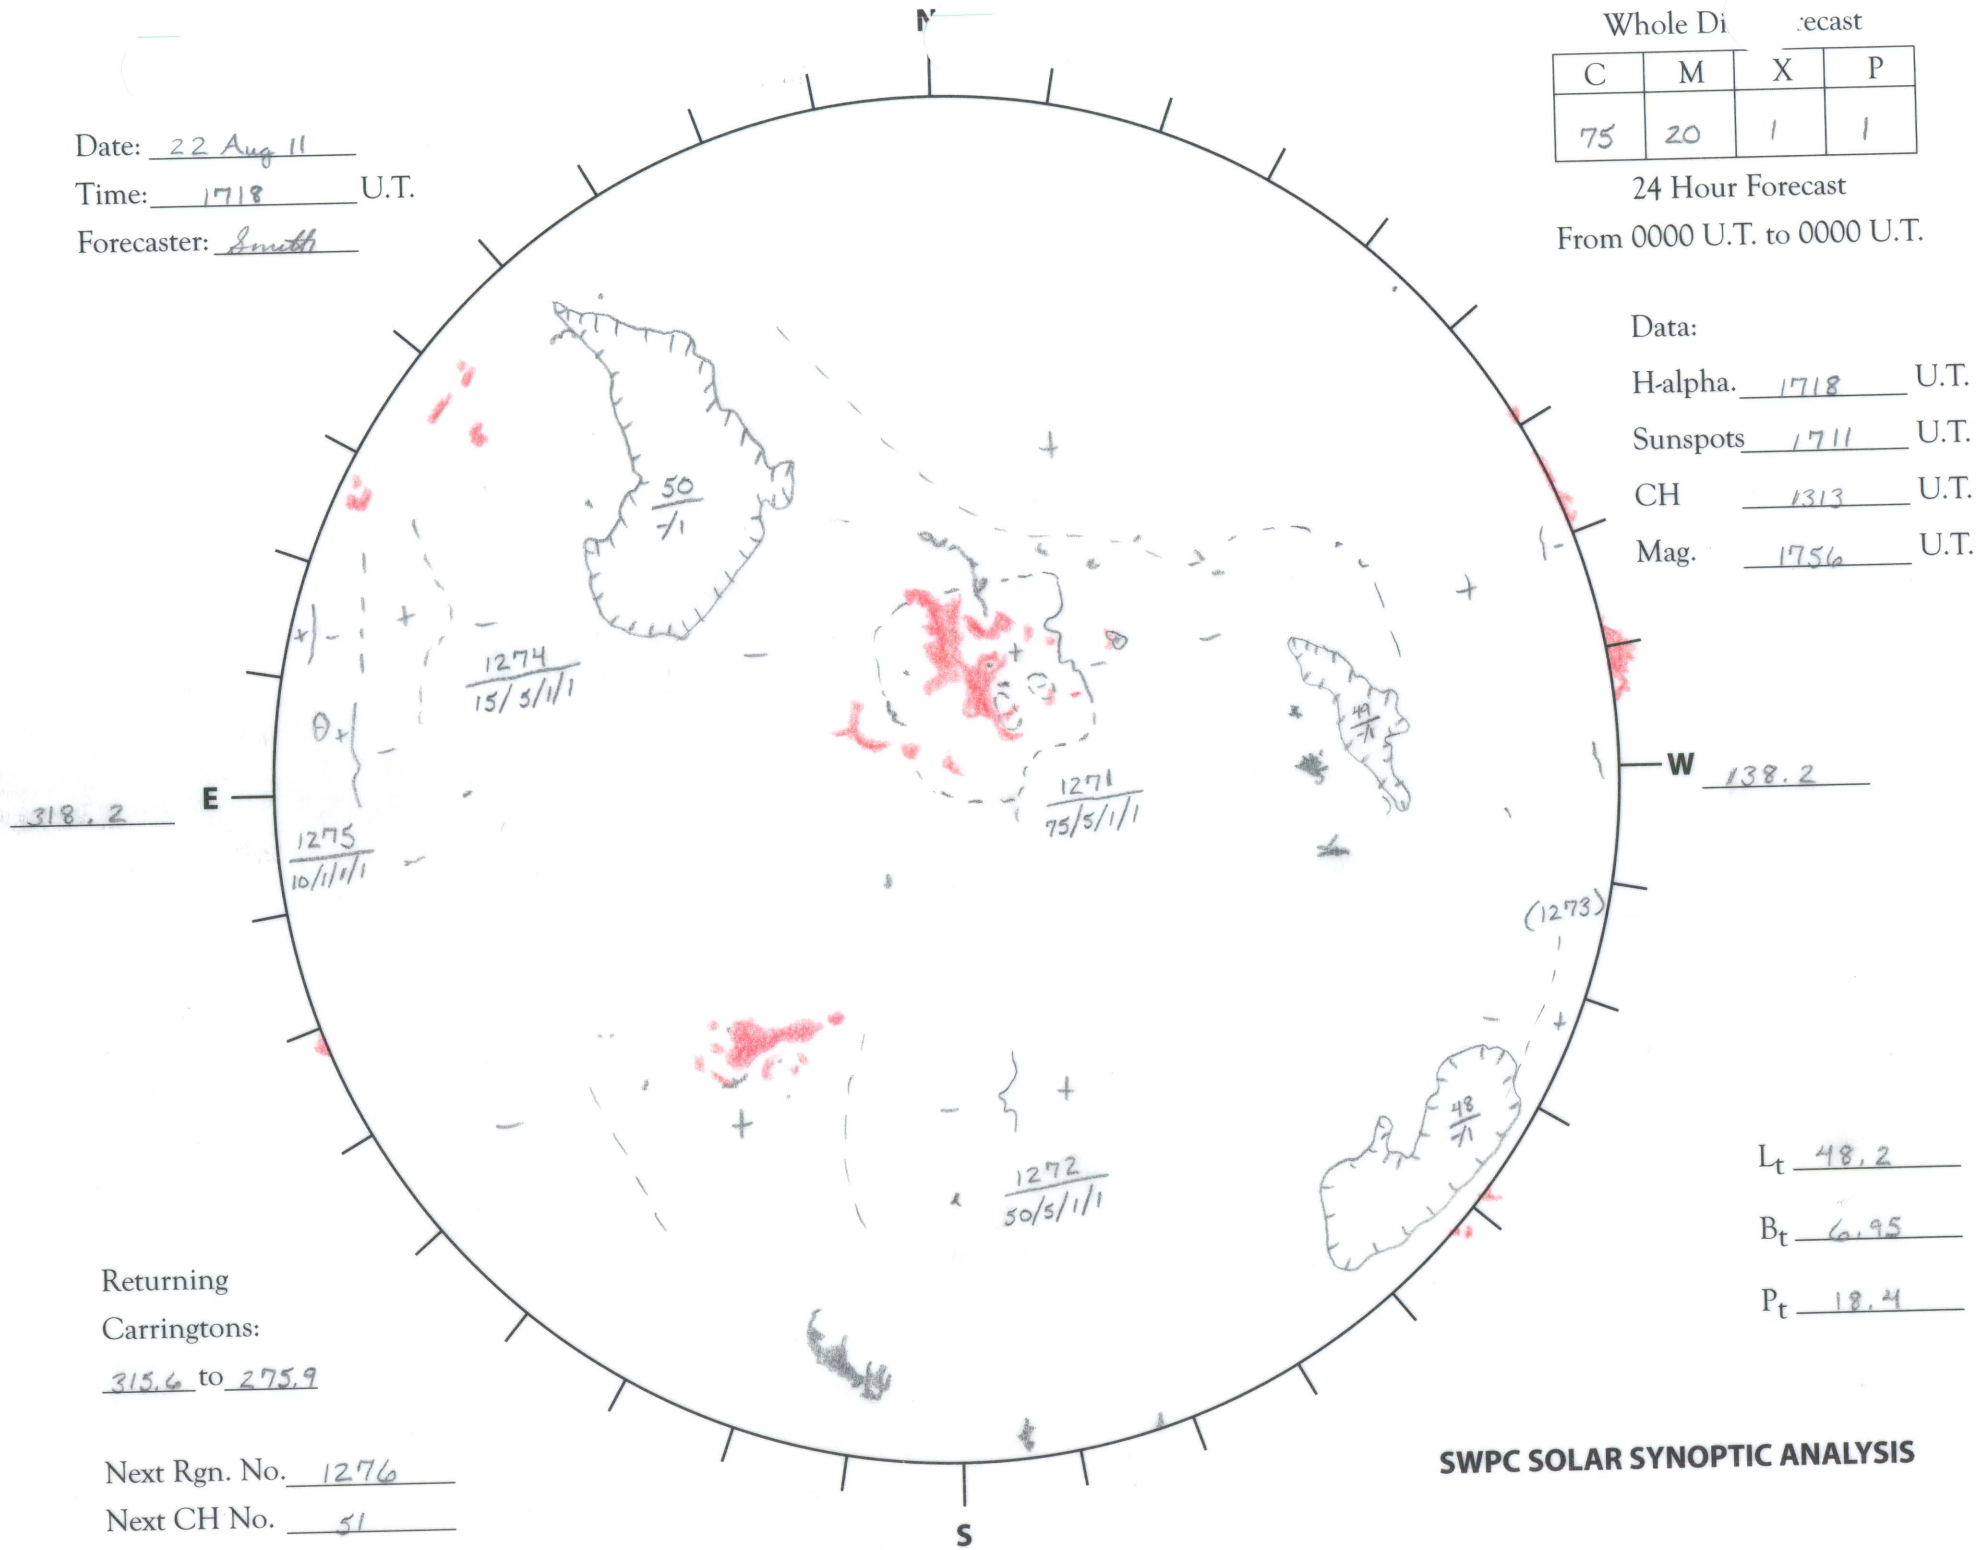 N
Whole Di ecast
C M X P
75 20 1 1
24 Hour Forecast
From 0000 U.T. to 0000 U.T.
Date: 22 Aug 11
Time: 1718 U.T.
Forecaster: Smith
Data:
H-alpha. 1718 U.T.
Sunspots 1711 U.T.
CH 1313 U.T.
Mag. 1756 U.T.
50
-/1
+
1274
15/5/1/1
49
-/1
θ +
E
318.2
W
138.2
1271
75/5/1/1
1275
10/1/1/1
(1273)
48
-/1
1272
50/5/1/1
Lt 48.2
Bt 6.95
Pt 18.4
Returning
Carringtons:
315.6 to 275.9
Next Rgn. No. 1276
Next CH No. 51
SWPC SOLAR SYNOPTIC ANALYSIS
S